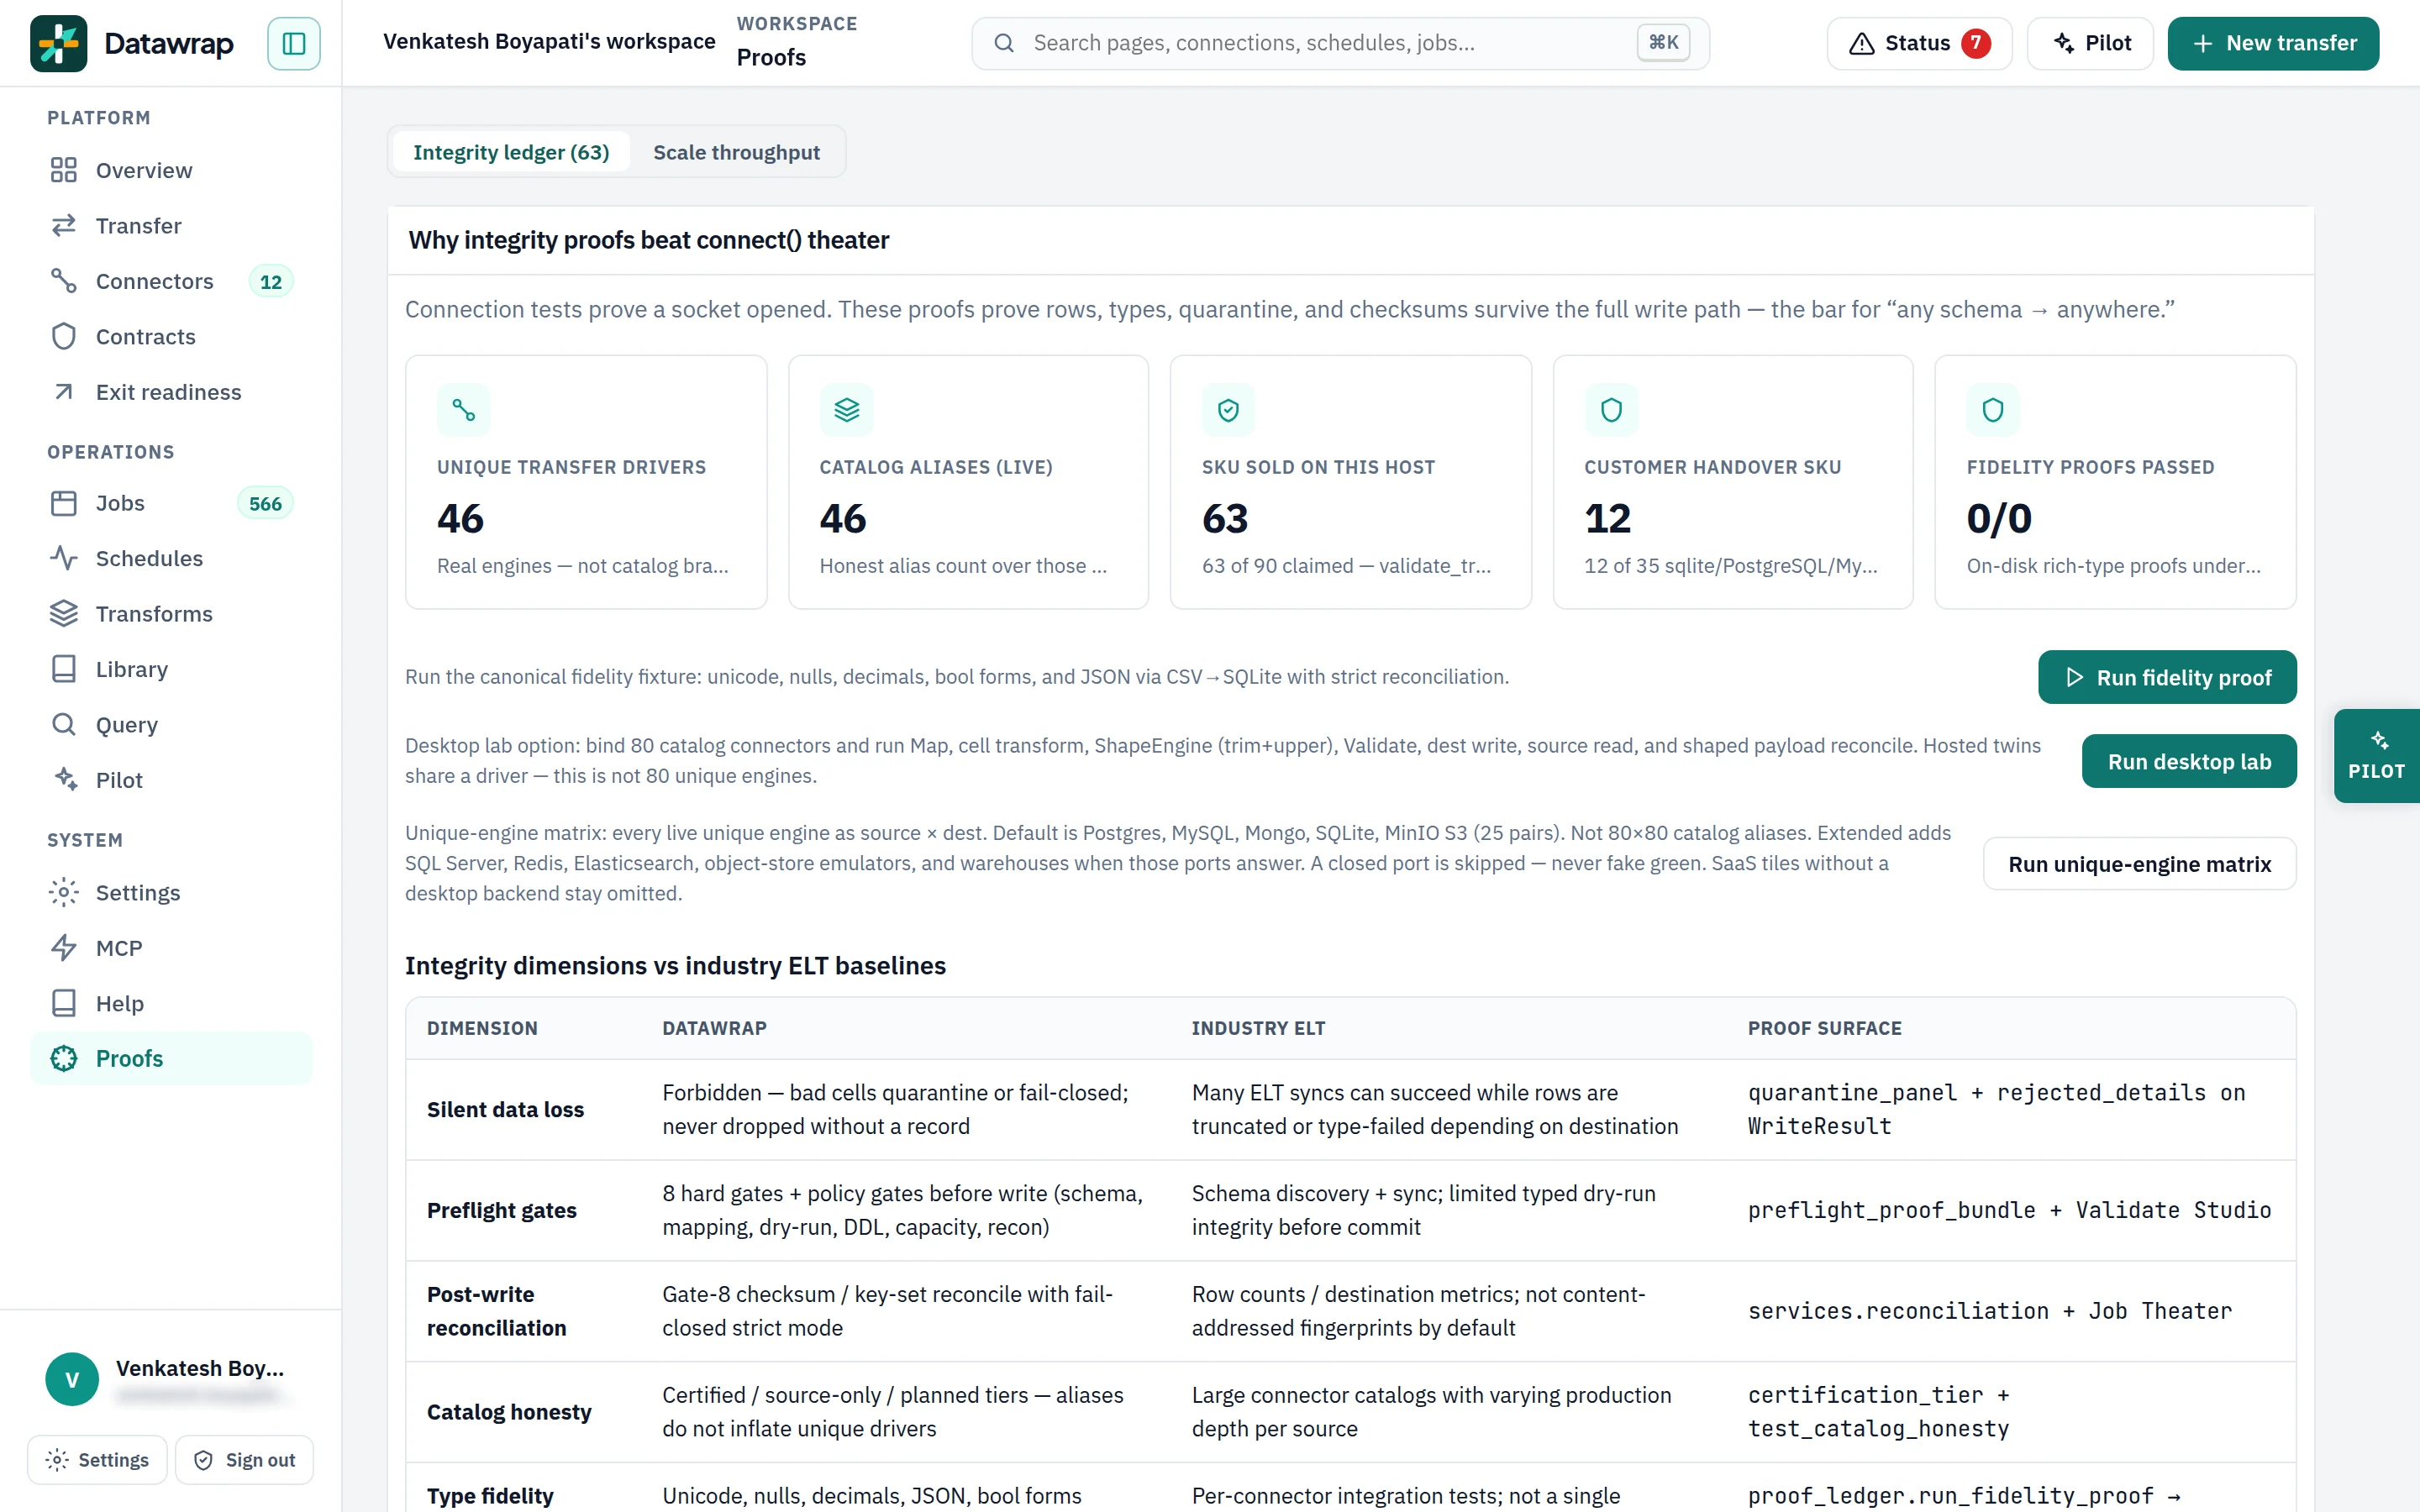 Datawrap
Venkatesh Boyapati's workspace
WORKSPACE
Proofs
Search pages, connections, schedules, jobs...
⌘K
Status 7
Pilot
New transfer
PLATFORM
Overview
Transfer
Connectors 12
Contracts
Exit readiness
OPERATIONS
Jobs 566
Schedules
Transforms
Library
Query
Pilot
SYSTEM
Settings
MCP
Help
Proofs
V
Venkatesh Boy...
Settings
Sign out
Integrity ledger (63)
Scale throughput
Why integrity proofs beat connect() theater
Connection tests prove a socket opened. These proofs prove rows, types, quarantine, and checksums survive the full write path — the bar for “any schema → anywhere.”
UNIQUE TRANSFER DRIVERS
46
Real engines — not catalog bra...
CATALOG ALIASES (LIVE)
46
Honest alias count over those ...
SKU SOLD ON THIS HOST
63
63 of 90 claimed — validate_tr...
CUSTOMER HANDOVER SKU
12
12 of 35 sqlite/PostgreSQL/My...
FIDELITY PROOFS PASSED
0/0
On-disk rich-type proofs under...
Run the canonical fidelity fixture: unicode, nulls, decimals, bool forms, and JSON via CSV→SQLite with strict reconciliation.
Run fidelity proof
Desktop lab option: bind 80 catalog connectors and run Map, cell transform, ShapeEngine (trim+upper), Validate, dest write, source read, and shaped payload reconcile. Hosted twins
share a driver — this is not 80 unique engines.
Run desktop lab
PILOT
Unique-engine matrix: every live unique engine as source × dest. Default is Postgres, MySQL, Mongo, SQLite, MinIO S3 (25 pairs). Not 80×80 catalog aliases. Extended adds
SQL Server, Redis, Elasticsearch, object-store emulators, and warehouses when those ports answer. A closed port is skipped — never fake green. SaaS tiles without a
desktop backend stay omitted.
Run unique-engine matrix
Integrity dimensions vs industry ELT baselines
DIMENSION
DATAWRAP
INDUSTRY ELT
PROOF SURFACE
Silent data loss
Forbidden — bad cells quarantine or fail-closed;
never dropped without a record
Many ELT syncs can succeed while rows are
truncated or type-failed depending on destination
quarantine_panel + rejected_details on
WriteResult
Preflight gates
8 hard gates + policy gates before write (schema,
mapping, dry-run, DDL, capacity, recon)
Schema discovery + sync; limited typed dry-run
integrity before commit
preflight_proof_bundle + Validate Studio
Post-write
reconciliation
Gate-8 checksum / key-set reconcile with fail-
closed strict mode
Row counts / destination metrics; not content-
addressed fingerprints by default
services.reconciliation + Job Theater
Catalog honesty
Certified / source-only / planned tiers — aliases
do not inflate unique drivers
Large connector catalogs with varying production
depth per source
certification_tier +
test_catalog_honesty
Type fidelity
Unicode, nulls, decimals, JSON, bool forms
Per-connector integration tests; not a single
proof_ledger.run_fidelity_proof →